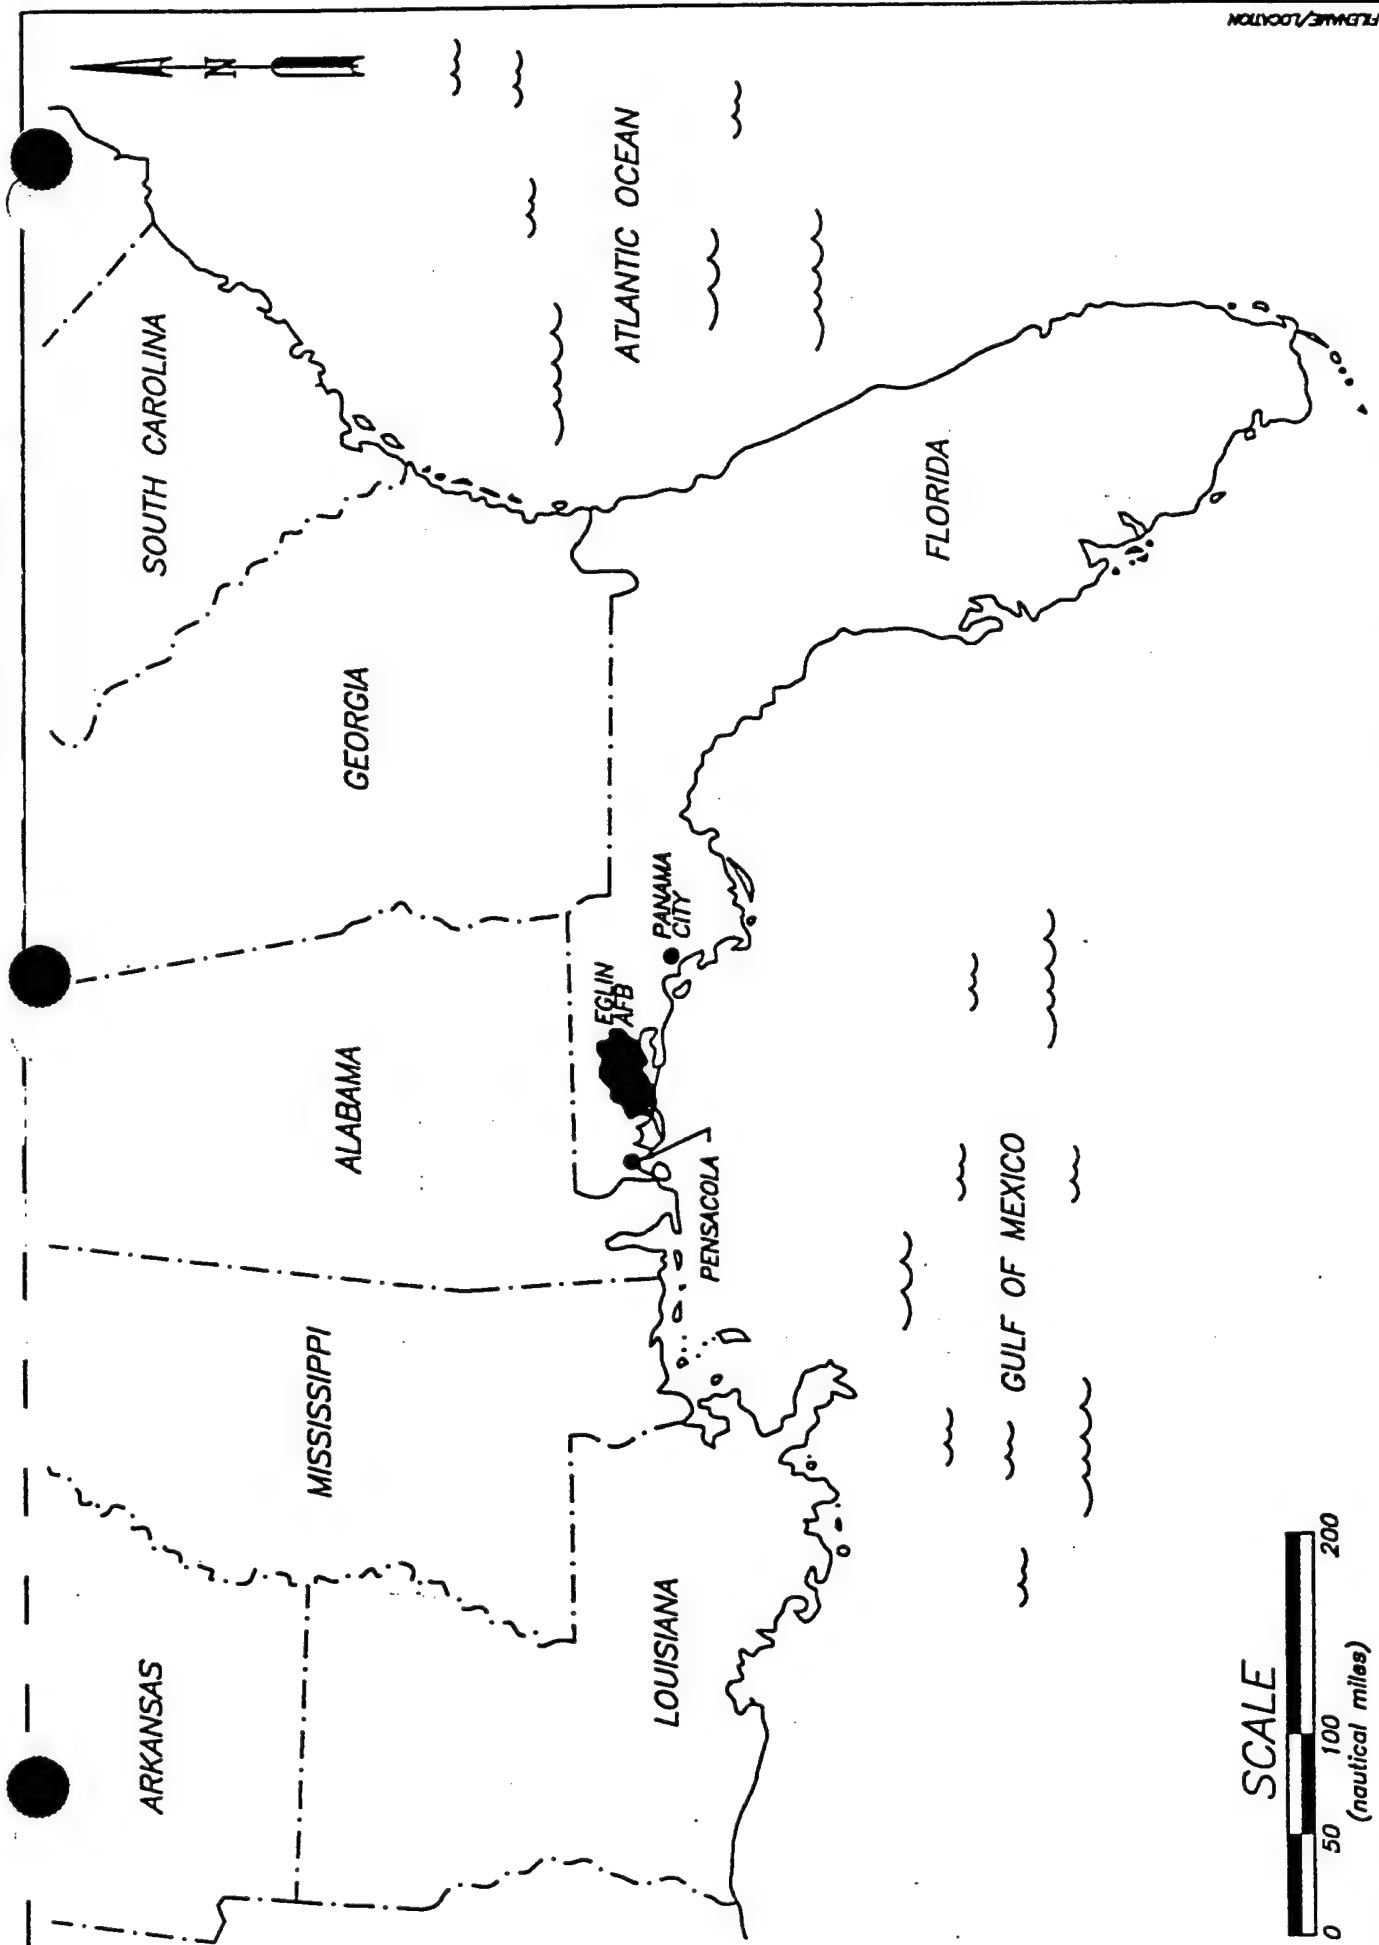 FILENAME/LOCATION
N
SOUTH CAROLINA
ATLANTIC OCEAN
GEORGIA
FLORIDA
ALABAMA
EGLIN
AFB
PANAMA
CITY
PENSACOLA
MISSISSIPPI
GULF OF MEXICO
ARKANSAS
LOUISIANA
SCALE
0 50 100 200
(nautical miles)